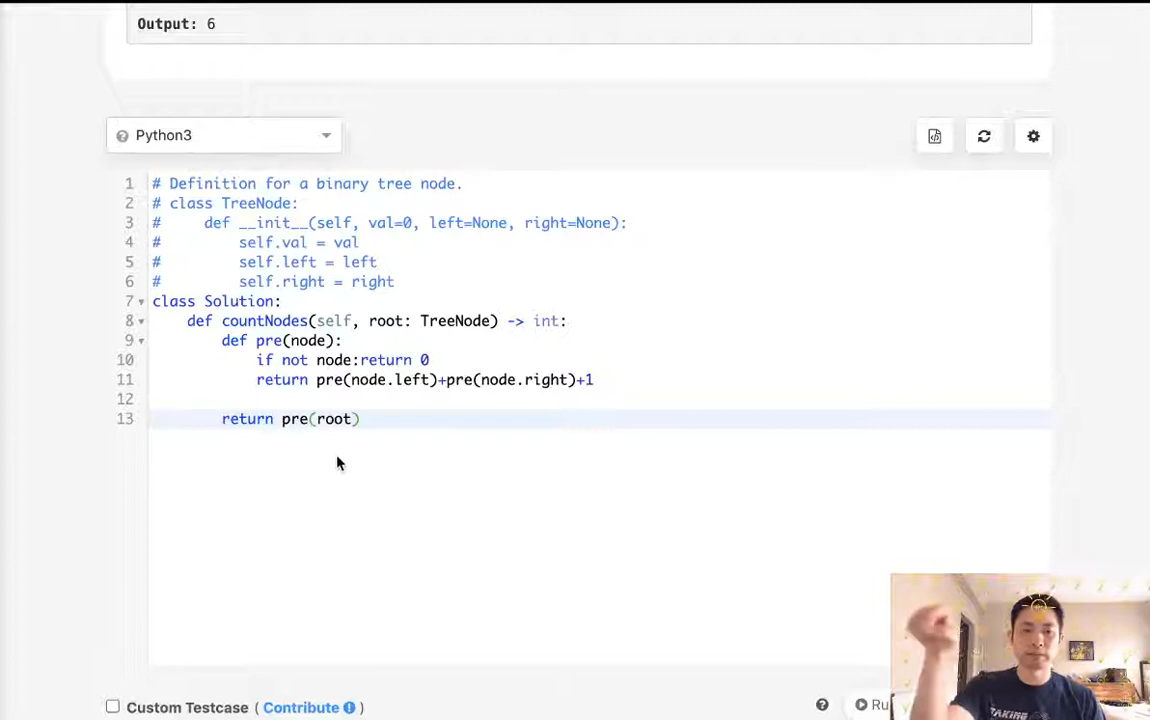 Output: 6
Python3
1 # Definition for a binary tree node.
2 # class TreeNode:
3 #     def __init__(self, val=0, left=None, right=None):
4 #         self.val = val
5 #         self.left = left
6 #         self.right = right
7 class Solution:
8     def countNodes(self, root: TreeNode) -> int:
9         def pre(node):
10             if not node:return 0
11             return pre(node.left)+pre(node.right)+1
12
13         return pre(root)
Custom Testcase ( Contribute )
Ru
TAKING